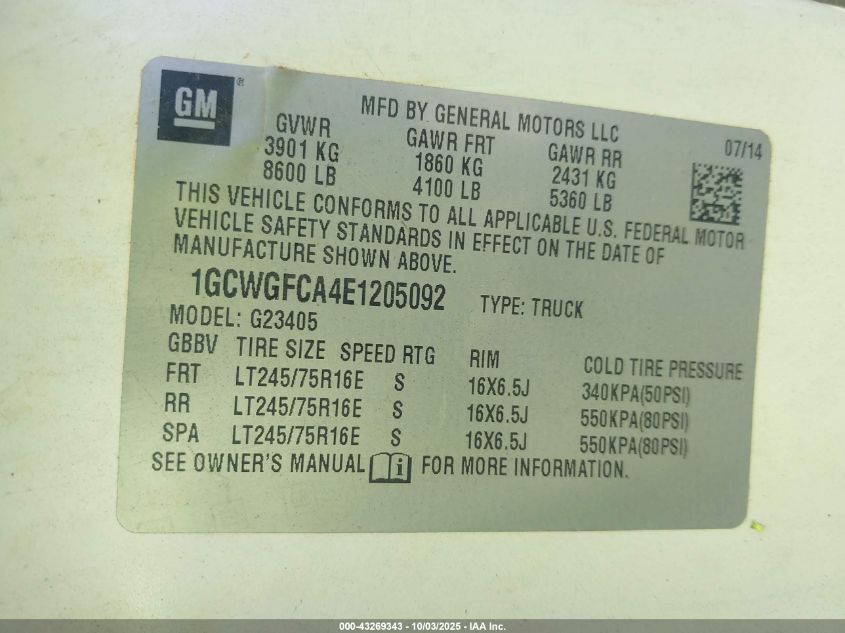 GM ®
MFD BY GENERAL MOTORS LLC
07/14
GVWR GAWR FRT GAWR RR
3901 KG 1860 KG 2431 KG
8600 LB 4100 LB 5360 LB
THIS VEHICLE CONFORMS TO ALL APPLICABLE U.S. FEDERAL MOTOR
VEHICLE SAFETY STANDARDS IN EFFECT ON THE DATE OF
MANUFACTURE SHOWN ABOVE.
1GCWGFCA4E1205092 TYPE: TRUCK
MODEL: G23405
GBBV TIRE SIZE SPEED RTG RIM COLD TIRE PRESSURE
FRT LT245/75R16E S 16X6.5J 340KPA(50PSI)
RR LT245/75R16E S 16X6.5J 550KPA(80PSI)
SPA LT245/75R16E S 16X6.5J 550KPA(80PSI)
SEE OWNER'S MANUAL i FOR MORE INFORMATION.
000-43269343 - 10/03/2025 - IAA Inc.